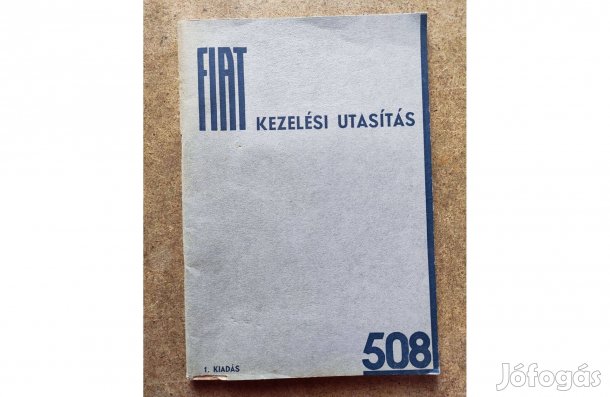 FIAT
KEZELÉSI UTASÍTÁS
508
1. KIADÁS
Jófogás